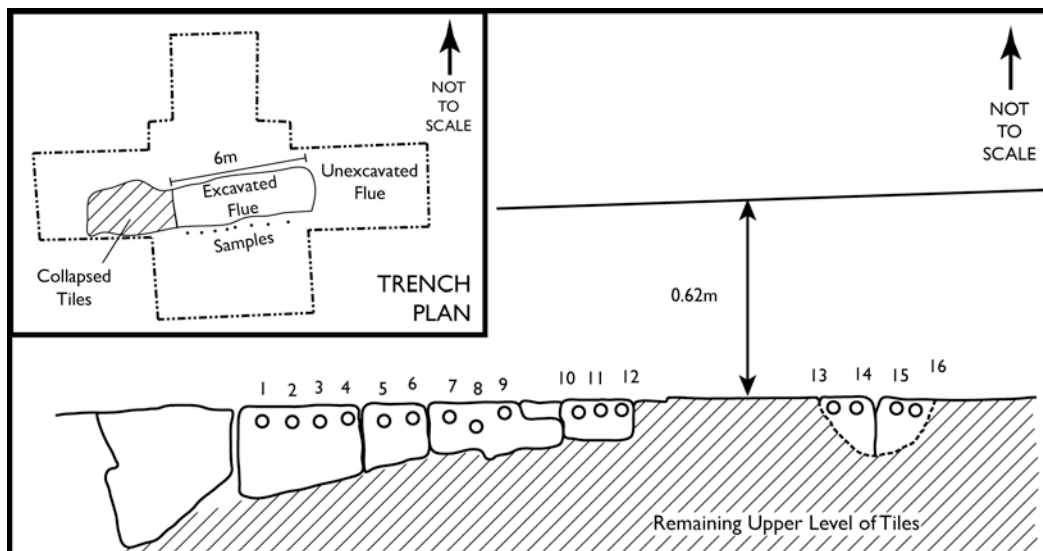 NOT
TO
SCALE
6m
Excavated
Flue
Unexcavated
Flue
Samples
Collapsed
Tiles
TRENCH
PLAN
NOT
TO
SCALE
0.62m
1 2 3 4 5 6 7 8 9 10 11 12 13 14 15 16
Remaining Upper Level of Tiles